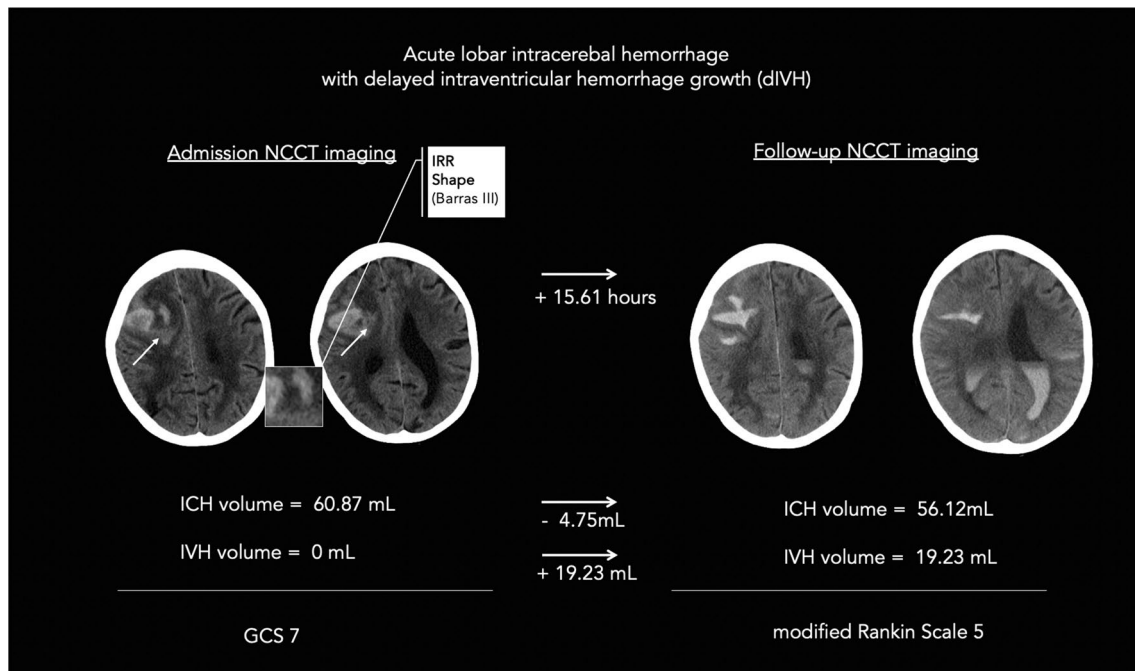 Acute lobar intracerebal hemorrhage
with delayed intraventricular hemorrhage growth (dIVH)
Admission NCCT imaging
IRR
Shape
(Barras III)
Follow-up NCCT imaging
+ 15.61 hours
ICH volume = 60.87 mL
- 4.75mL
ICH volume = 56.12mL
IVH volume = 0 mL
+ 19.23 mL
IVH volume = 19.23 mL
GCS 7
modified Rankin Scale 5